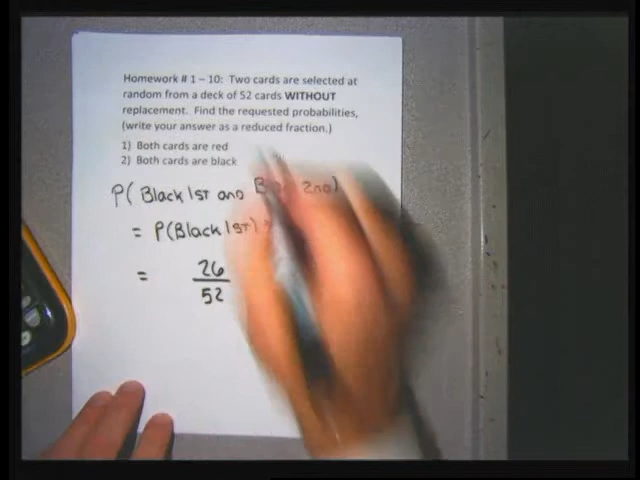 Homework # 1 – 10: Two cards are selected at
random from a deck of 52 cards WITHOUT
replacement. Find the requested probabilities,
(write your answer as a reduced fraction.)
1) Both cards are red
2) Both cards are black
P( Black 1ST and 2ND)
= P(Black 1ST)
= 26
52